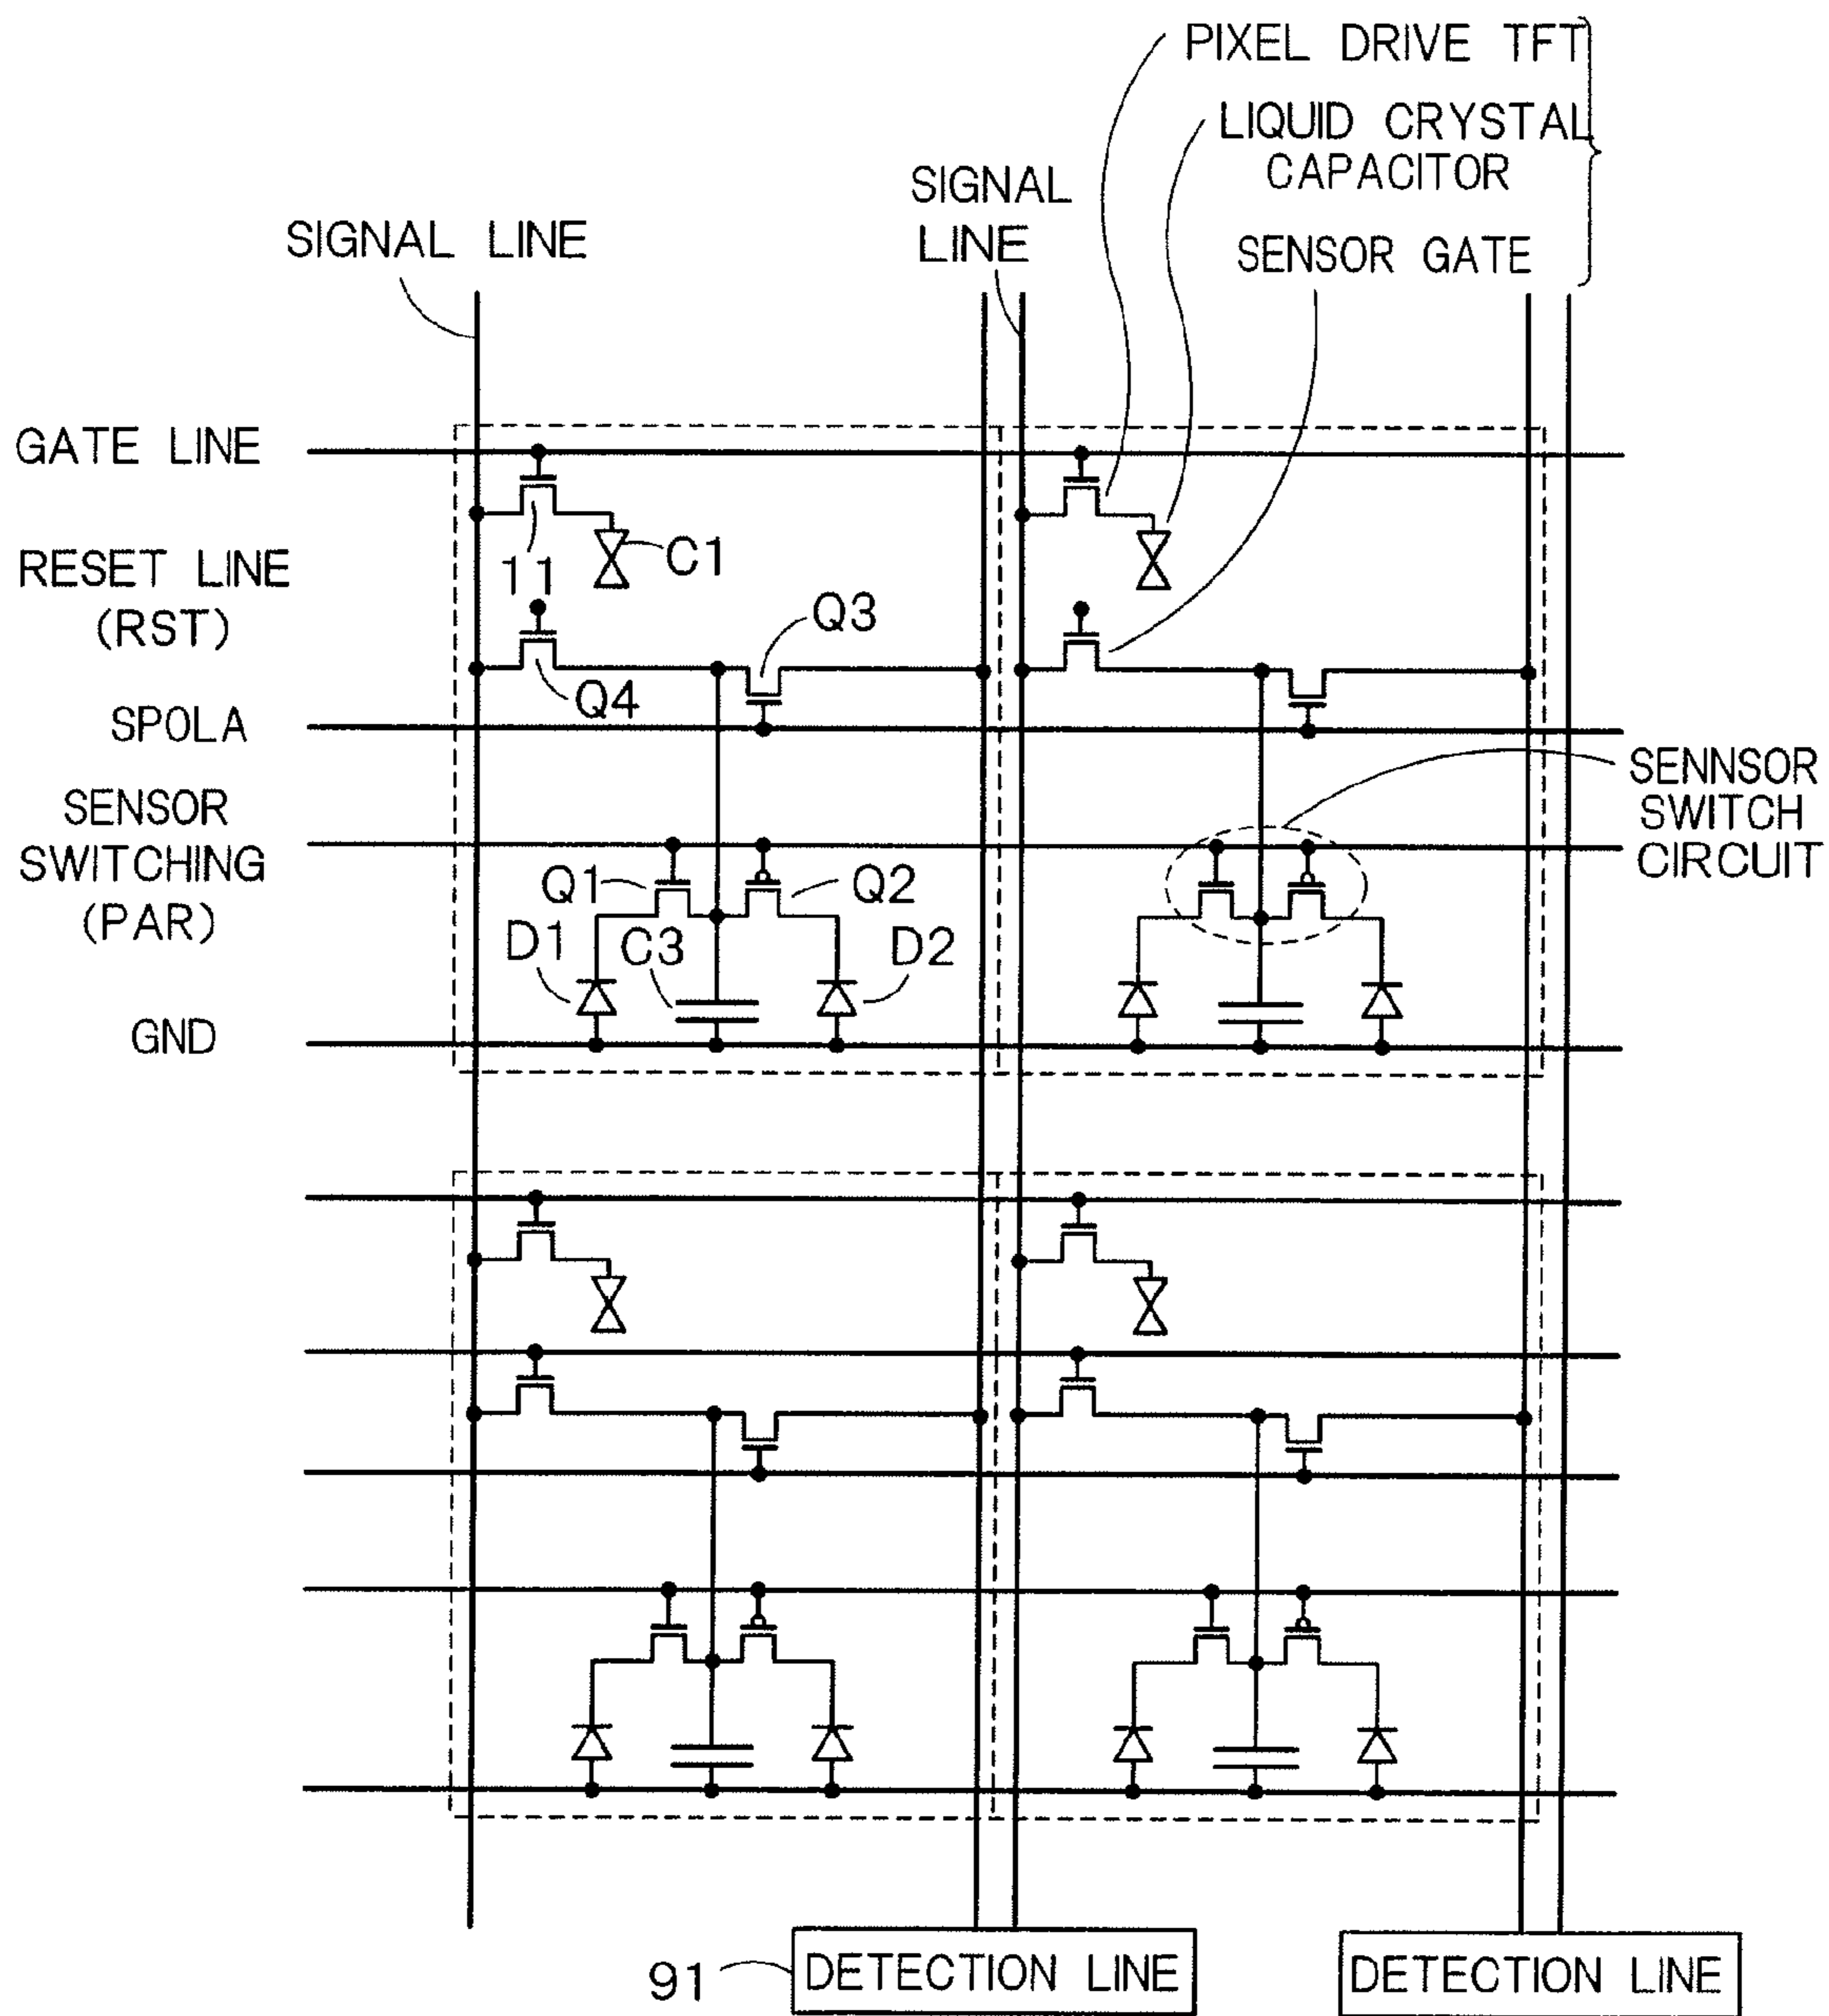 PIXEL DRIVE TFT
LIQUID CRYSTAL
CAPACITOR
SENSOR GATE
SIGNAL
LINE
SIGNAL LINE
GATE LINE
RESET LINE
(RST)
11
C1
Q3
Q4
SPOLA
SENSOR
SWITCHING
(PAR)
SENNSOR
SWITCH
CIRCUIT
Q1
Q2
D1
C3
D2
GND
91
DETECTION LINE
DETECTION LINE